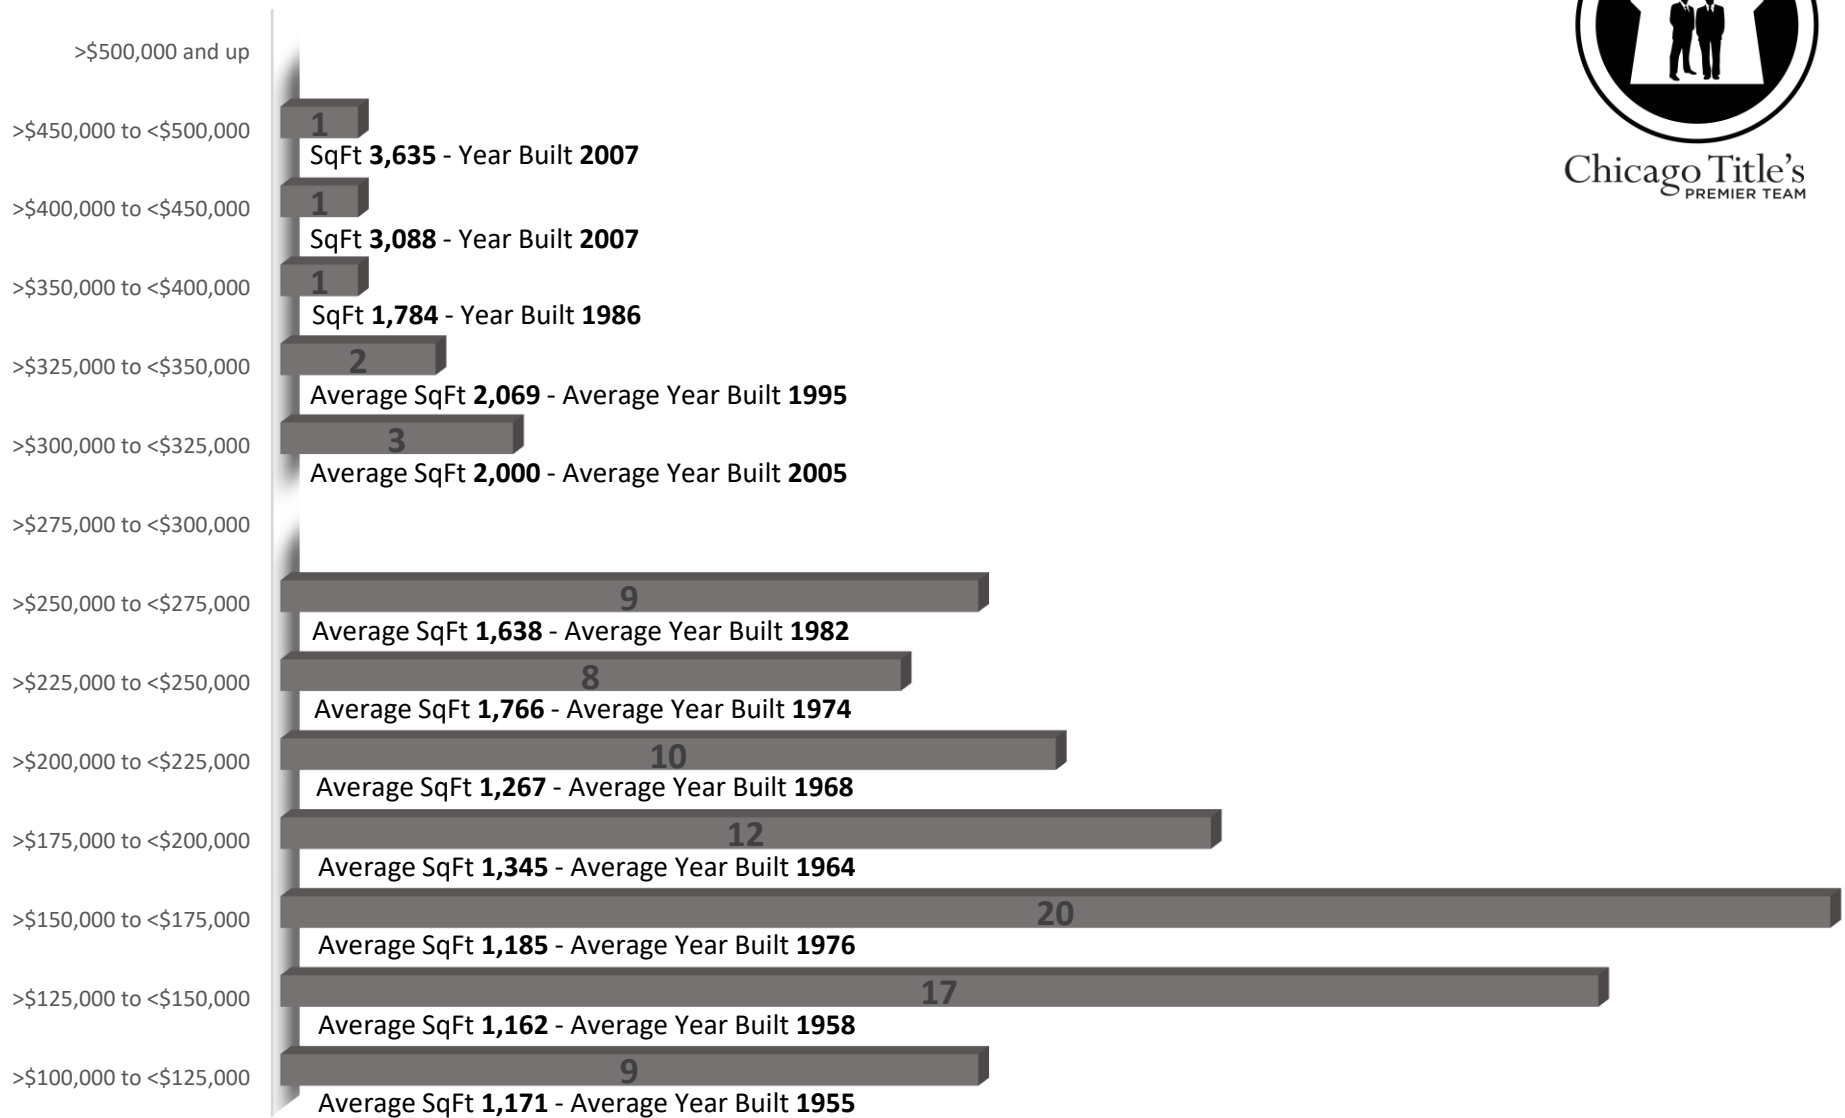 Chicago Title's
PREMIER TEAM
>$500,000 and up
>$450,000 to <$500,000
1
SqFt 3,635 - Year Built 2007
>$400,000 to <$450,000
1
SqFt 3,088 - Year Built 2007
>$350,000 to <$400,000
1
SqFt 1,784 - Year Built 1986
>$325,000 to <$350,000
2
Average SqFt 2,069 - Average Year Built 1995
>$300,000 to <$325,000
3
Average SqFt 2,000 - Average Year Built 2005
>$275,000 to <$300,000
>$250,000 to <$275,000
9
Average SqFt 1,638 - Average Year Built 1982
>$225,000 to <$250,000
8
Average SqFt 1,766 - Average Year Built 1974
>$200,000 to <$225,000
10
Average SqFt 1,267 - Average Year Built 1968
>$175,000 to <$200,000
12
Average SqFt 1,345 - Average Year Built 1964
>$150,000 to <$175,000
20
Average SqFt 1,185 - Average Year Built 1976
>$125,000 to <$150,000
17
Average SqFt 1,162 - Average Year Built 1958
>$100,000 to <$125,000
9
Average SqFt 1,171 - Average Year Built 1955